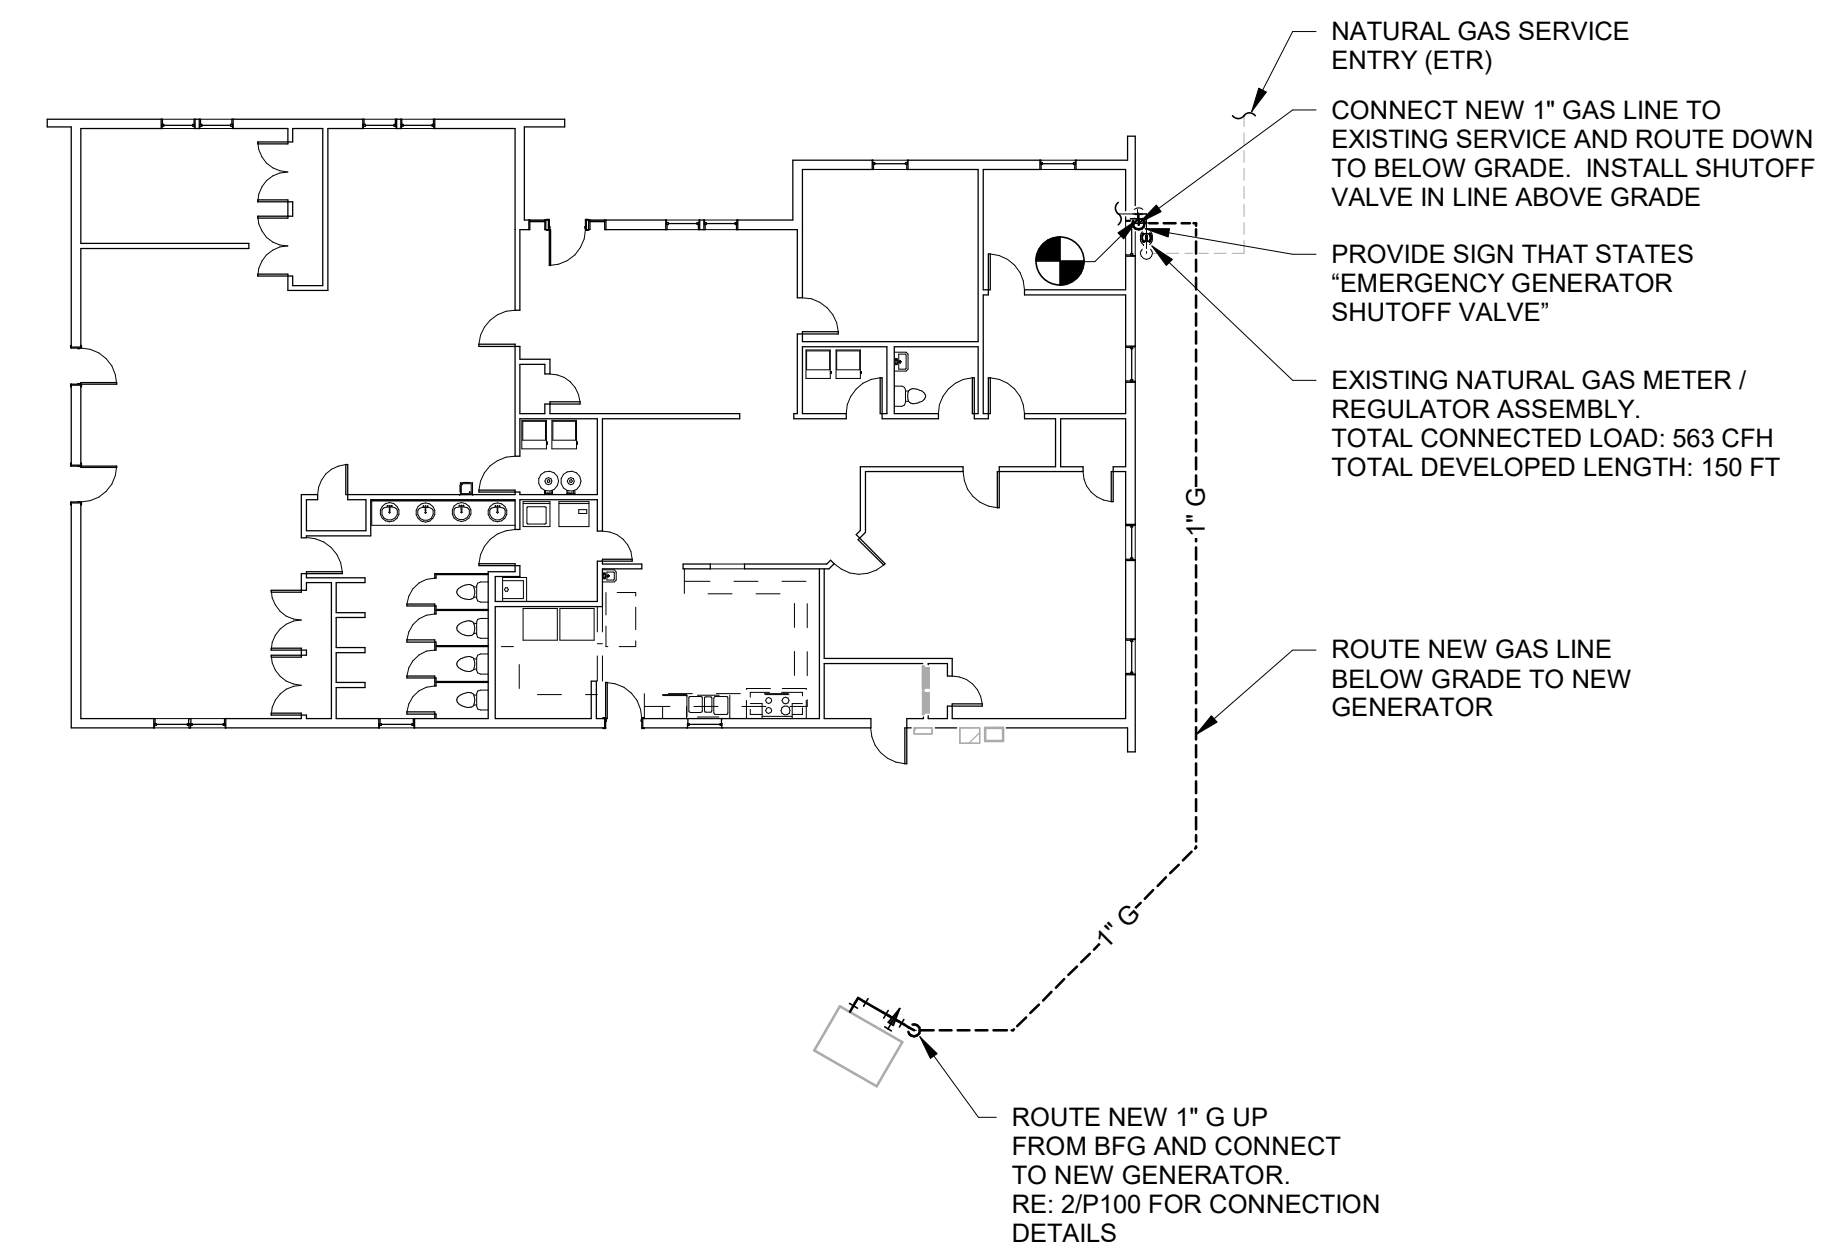 NATURAL GAS SERVICE
ENTRY (ETR)
CONNECT NEW 1" GAS LINE TO
EXISTING SERVICE AND ROUTE DOWN
TO BELOW GRADE.  INSTALL SHUTOFF
VALVE IN LINE ABOVE GRADE
PROVIDE SIGN THAT STATES
“EMERGENCY GENERATOR
SHUTOFF VALVE”
EXISTING NATURAL GAS METER /
REGULATOR ASSEMBLY.
TOTAL CONNECTED LOAD: 563 CFH
TOTAL DEVELOPED LENGTH: 150 FT
1" G
ROUTE NEW GAS LINE
BELOW GRADE TO NEW
GENERATOR
1" G
ROUTE NEW 1" G UP
FROM BFG AND CONNECT
TO NEW GENERATOR.
RE: 2/P100 FOR CONNECTION
DETAILS